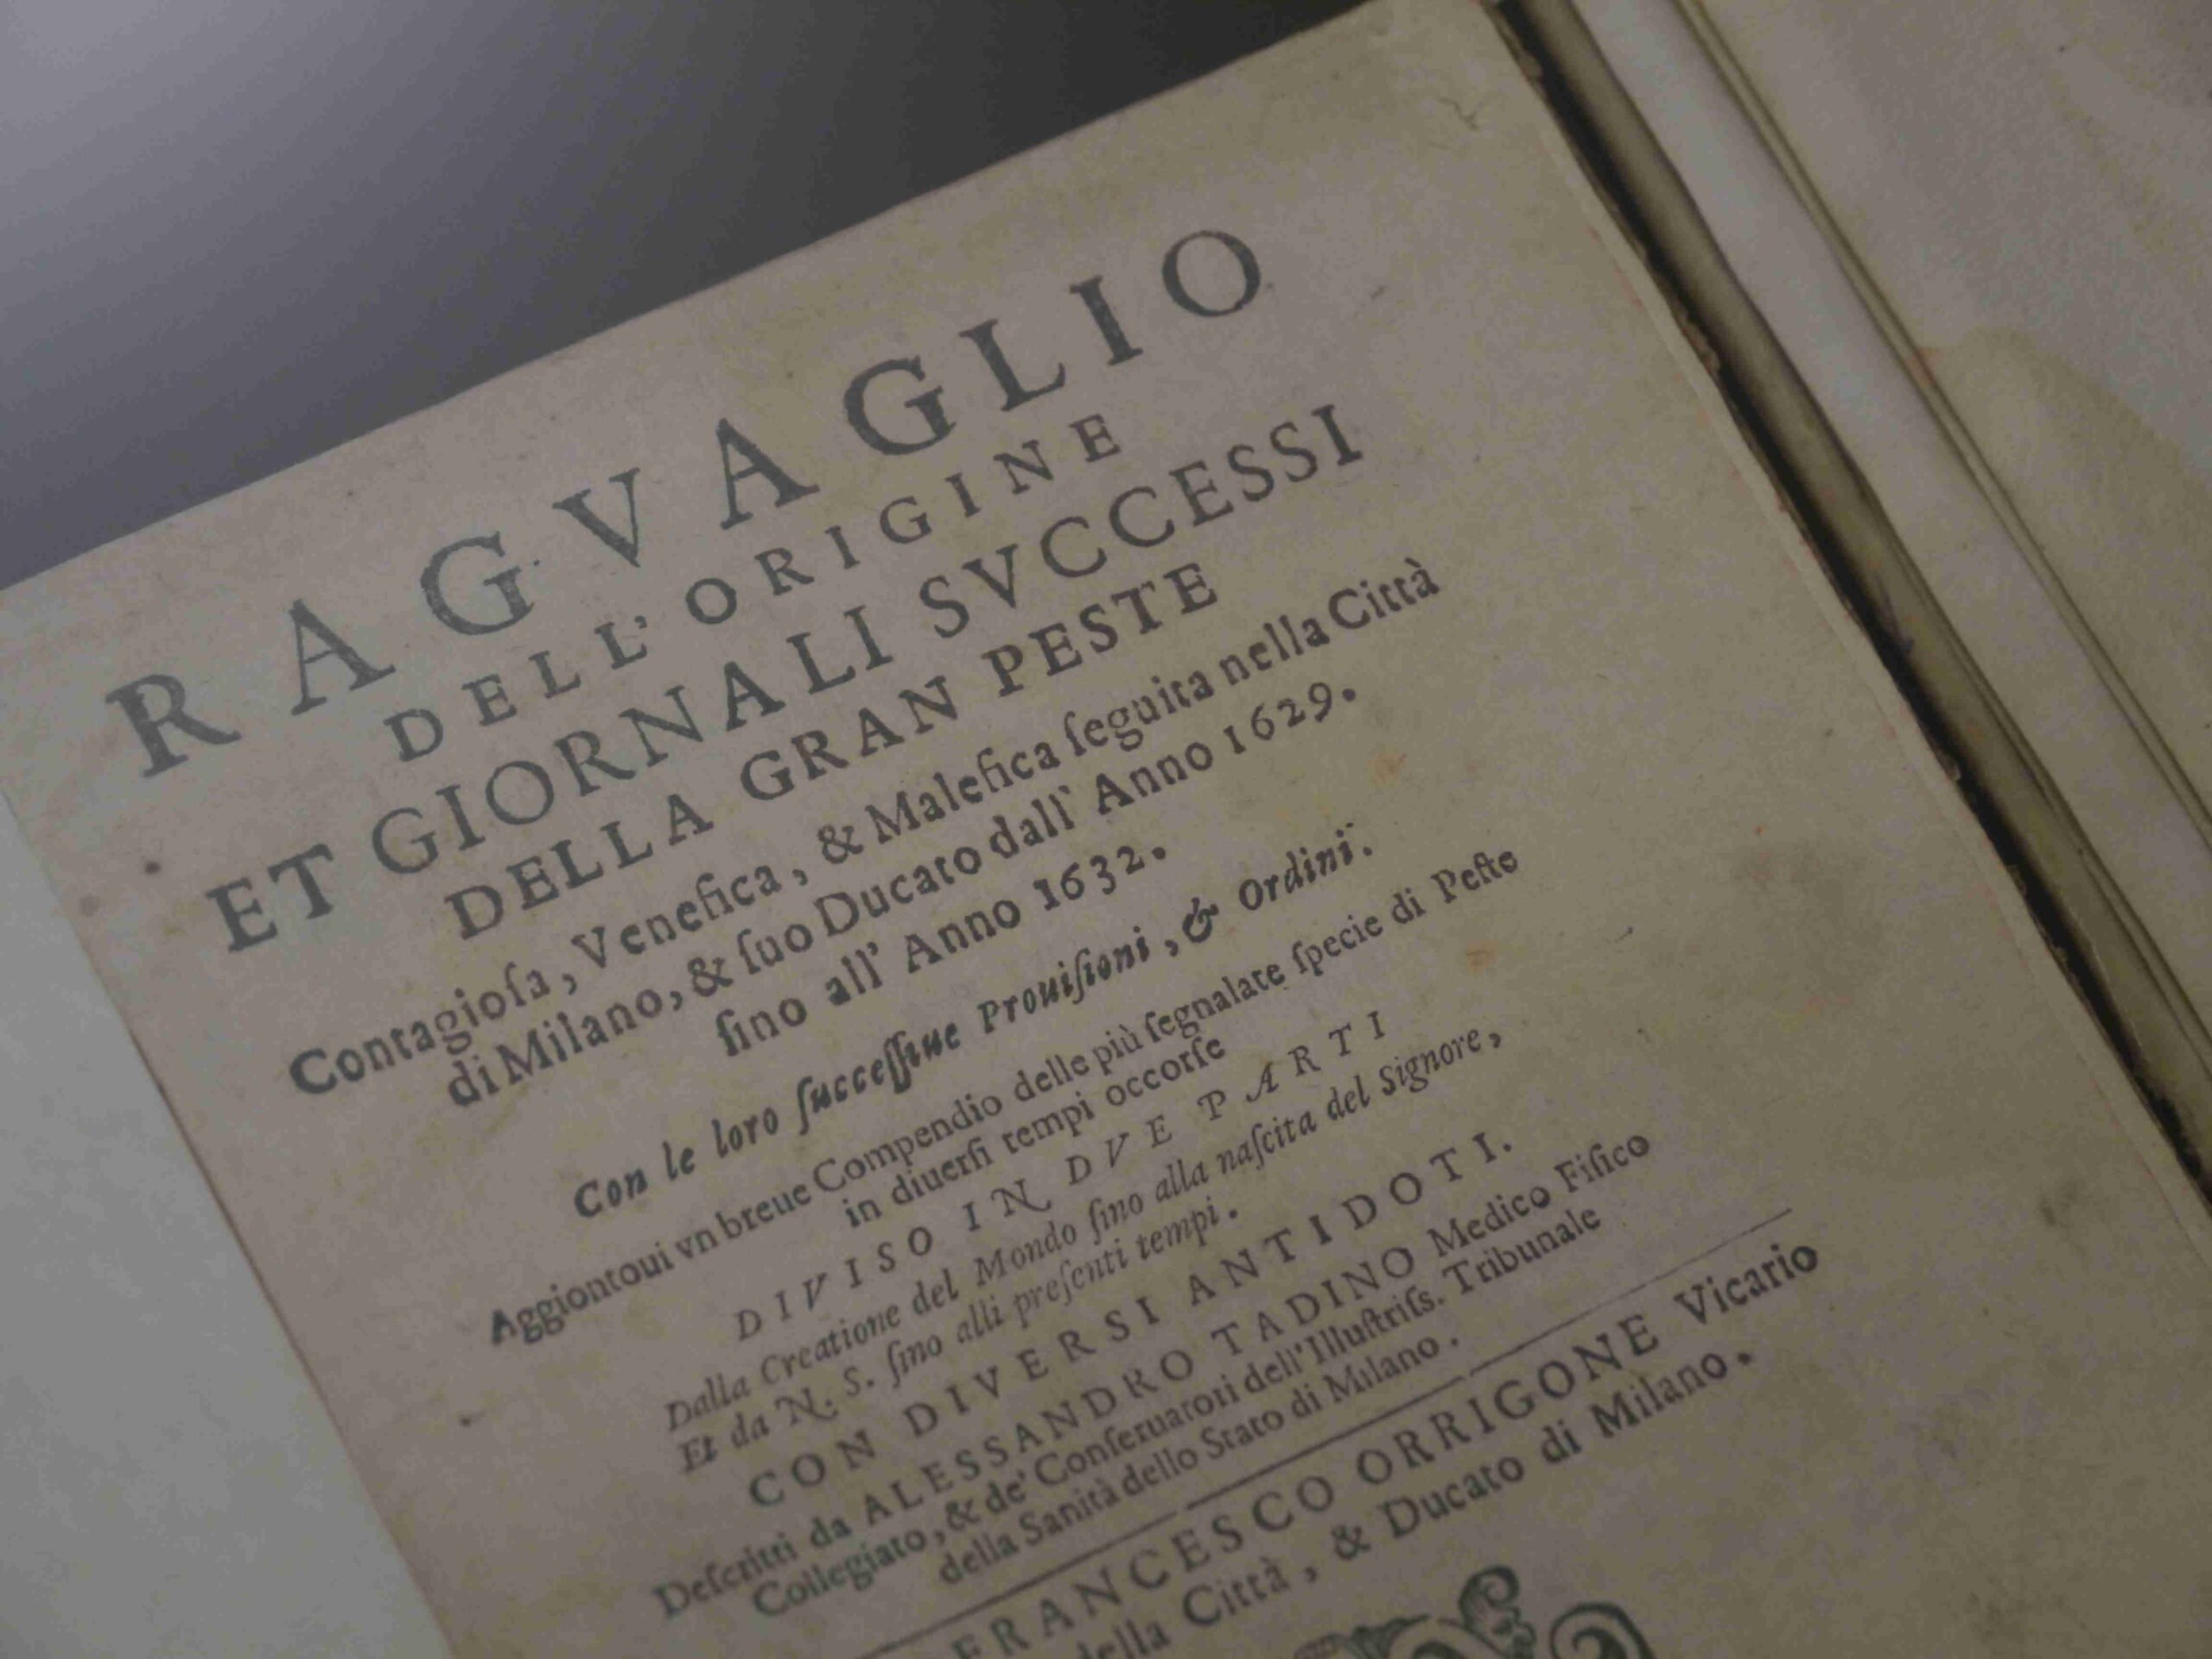 RAGVAGLIO
DELL'ORIGINE
ET GIORNALI SVCCESSI
DELLA GRAN PESTE
Contagioſa, Venefica, & Malefica ſeguita nella Città
di Milano, & ſuo Ducato dall' Anno 1629.
ſino all' Anno 1632.
Con le loro ſucceſſiue Prouiſioni, & Ordini.
Aggiontoui vn breue Compendio delle più ſegnalate ſpecie di Peſte
in diuerſi tempi occorſe
DIVISO IN DVE PARTI
Dalla Creatione del Mondo ſino alla naſcita del Signore,
Et da N. S. ſino alli preſenti tempi.
CON DIVERSI ANTIDOTI.
Deſcritti da ALESSANDRO TADINO Medico Fiſico
Collegiato, & de' Conſeruatori dell'Illuſtriſs. Tribunale
della Sanità dello Stato di Milano.
FRANCESCO ORRIGONE Vicario
della Città, & Ducato di Milano.